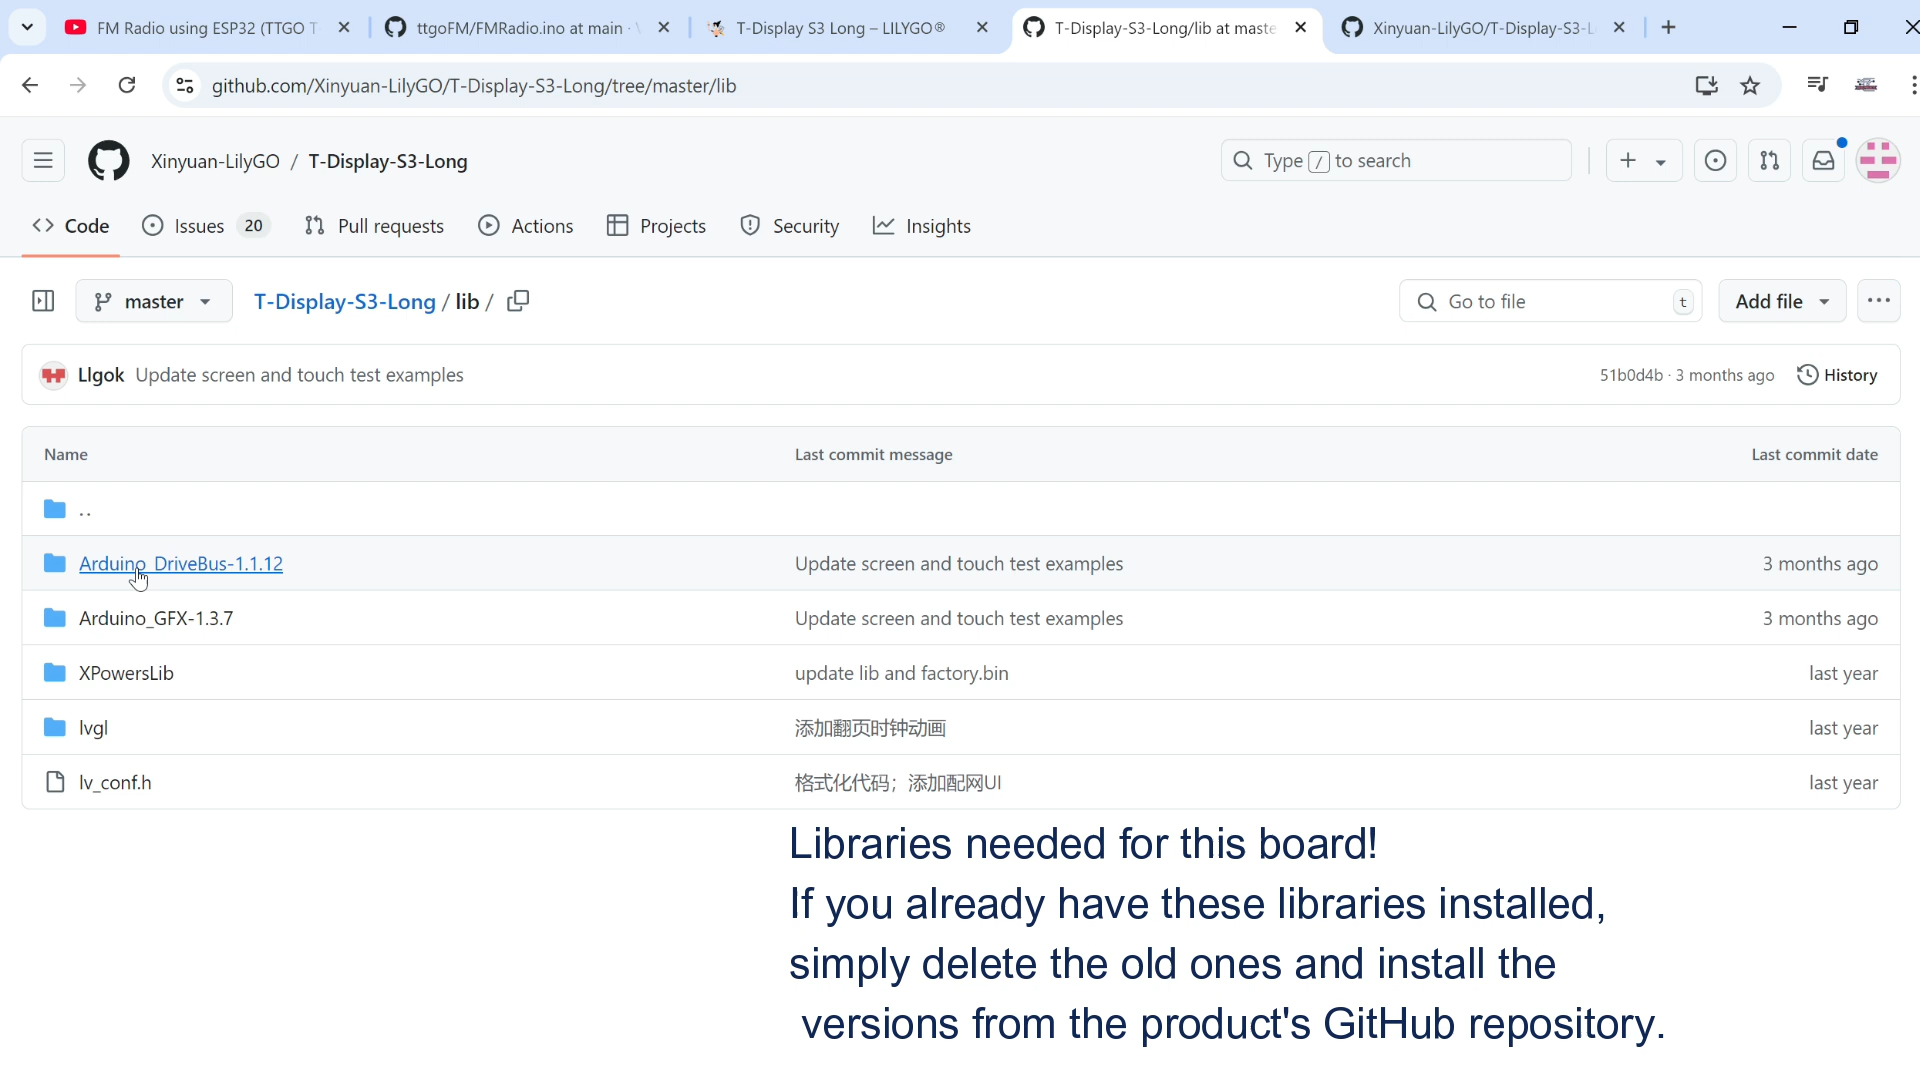 FM Radio using ESP32 (TTGO T
ttgoFM/FMRadio.ino at main ·
T-Display S3 Long – LILYGO®
T-Display-S3-Long/lib at maste
Xinyuan-LilyGO/T-Display-S3-L
github.com/Xinyuan-LilyGO/T-Display-S3-Long/tree/master/lib
Xinyuan-LilyGO / T-Display-S3-Long
Type / to search
Code
Issues 20
Pull requests
Actions
Projects
Security
Insights
master
T-Display-S3-Long / lib /
Go to file t
Add file
Llgok Update screen and touch test examples
51b0d4b · 3 months ago
History
Name Last commit message Last commit date
..
Arduino_DriveBus-1.1.12 Update screen and touch test examples 3 months ago
Arduino_GFX-1.3.7 Update screen and touch test examples 3 months ago
XPowersLib update lib and factory.bin last year
lvgl 添加翻页时钟动画 last year
lv_conf.h 格式化代码；添加配网UI last year
Libraries needed for this board!
If you already have these libraries installed,
simply delete the old ones and install the
versions from the product's GitHub repository.